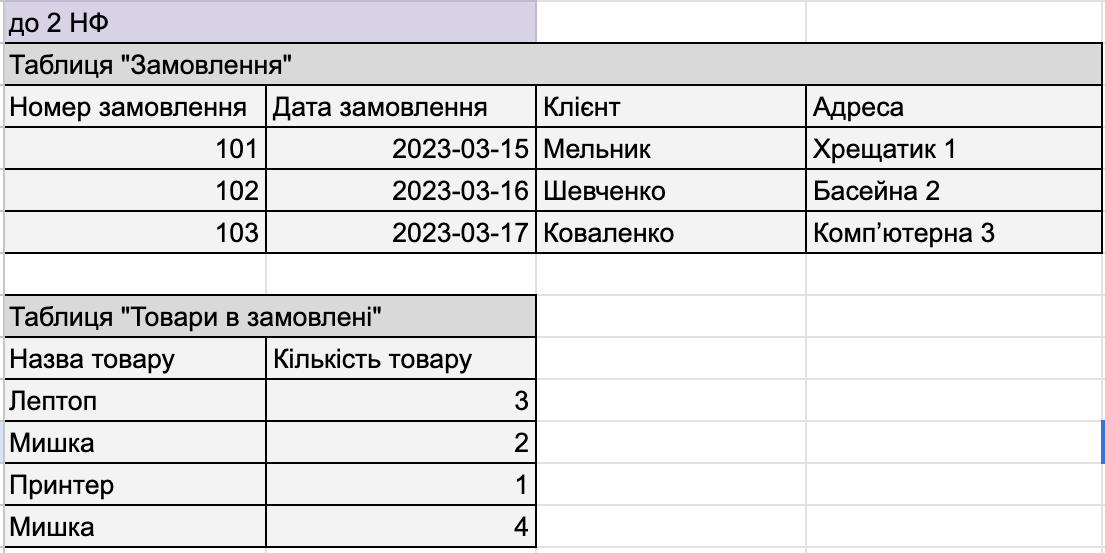 до 2 НФ
Таблиця "Замовлення"
Номер замовлення Дата замовлення Клієнт Адреса
101 2023-03-15 Мельник Хрещатик 1
102 2023-03-16 Шевченко Басейна 2
103 2023-03-17 Коваленко Комп’ютерна 3
Таблиця "Товари в замовлені"
Назва товару Кількість товару
Лептоп 3
Мишка 2
Принтер 1
Мишка 4